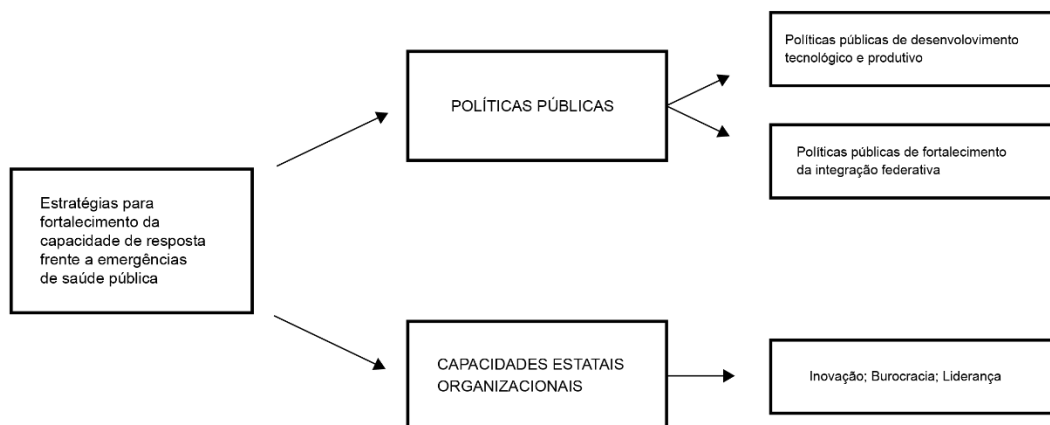 Estratégias para
fortalecimento da
capacidade de resposta
frente a emergências
de saúde pública
POLÍTICAS PÚBLICAS
Políticas públicas de desenvolovimento
tecnológico e produtivo
Políticas públicas de fortalecimento
da integração federativa
CAPACIDADES ESTATAIS
ORGANIZACIONAIS
Inovação; Burocracia; Liderança